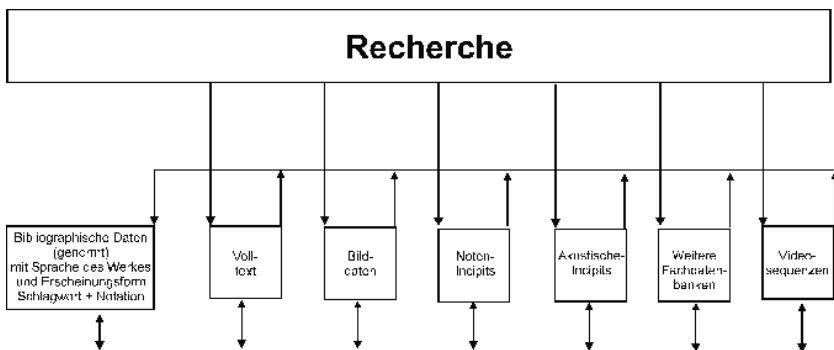 Recherche
Bibliographische Daten
(genormt)
mit Sprache des Werkes
und Erscheinungsform
Schlagwort + Notation
Voll-
text
Bild-
daten
Noten-
Incipits
Akustische-
Incipits
Weitere
Fachdaten-
banken
Video-
sequenzen